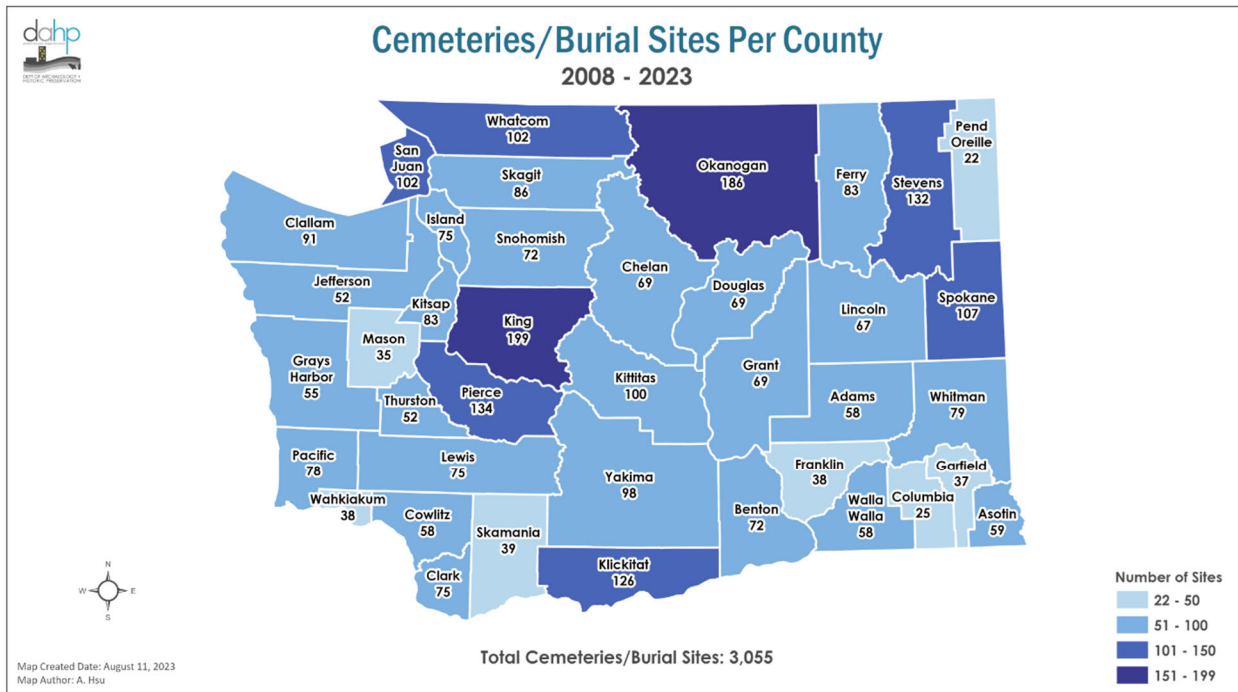 dahp
DEPT OF ARCHAEOLOGY +
HISTORIC PRESERVATION
Cemeteries/Burial Sites Per County
2008 - 2023
Whatcom
102
San
Juan
102
Skagit
86
Okanogan
186
Ferry
83
Stevens
132
Pend
Oreille
22
Clallam
91
Island
75
Snohomish
72
Chelan
69
Douglas
69
Jefferson
52
Kitsap
83
King
199
Lincoln
67
Spokane
107
Mason
35
Grays
Harbor
55
Kittitas
100
Grant
69
Thurston
52
Pierce
134
Adams
58
Whitman
79
Pacific
78
Lewis
75
Yakima
98
Franklin
38
Garfield
37
Wahkiakum
38
Cowlitz
58
Skamania
39
Benton
72
Walla
Walla
58
Columbia
25
Asotin
59
Clark
75
Klickitat
126
N
W
E
S
Number of Sites
22 - 50
51 - 100
101 - 150
151 - 199
Total Cemeteries/Burial Sites: 3,055
Map Created Date: August 11, 2023
Map Author: A. Hsu